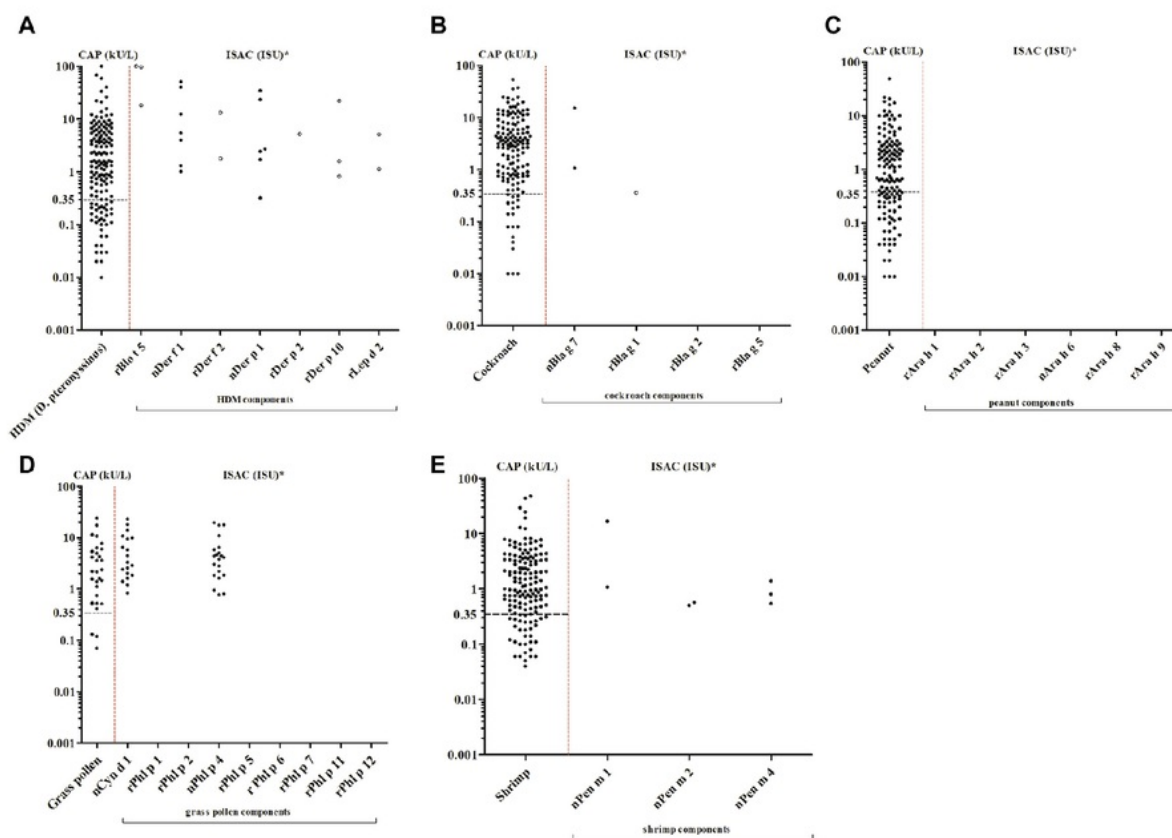 A
CAP (kU/L) ISAC (ISU)*
100
10
1
0.35
0.1
0.01
0.001
HDM (D. pteronyssinus)
rBlo t 5
nDer f 1
rDer f 2
nDer p 1
rDer p 2
rDer p 10
rLep d 2
HDM components
B
CAP (kU/L) ISAC (ISU)*
100
10
1
0.35
0.1
0.01
0.001
Cockroach
nBla g 7
rBla g 1
rBla g 2
rBla g 5
cockroach components
C
CAP (kU/L) ISAC (ISU)*
100
10
1
0.35
0.1
0.01
0.001
Peanut
rAra h 1
rAra h 2
rAra h 3
nAra h 6
rAra h 8
rAra h 9
peanut components
D
CAP (kU/L) ISAC (ISU)*
100
10
1
0.35
0.1
0.01
0.001
Grass pollen
nCyn d 1
rPhl p 1
rPhl p 2
nPhl p 4
rPhl p 5
r Phl p 6
rPhl p 7
rPhl p 11
rPhl p 12
grass pollen components
E
CAP (kU/L) ISAC (ISU)*
100
10
1
0.35
0.1
0.01
0.001
Shrimp
nPen m 1
nPen m 2
nPen m 4
shrimp components